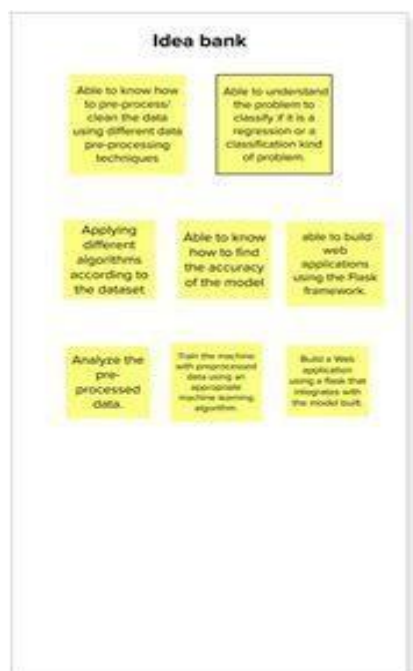 Idea bank
Able to know how
to pre-process/
clean the data
using different data
pre-processing
techniques
Able to understand
the problem to
classify if it is a
regression or a
classification kind
of problem.
Applying
different
algorithms
according to
the dataset
Able to know
how to find
the accuracy
of the model
able to build
web
applications
using the Flask
framework.
Analyze the
pre-
processed
data.
Train the machine
with preprocessed
data using an
appropriate
machine learning
algorithm.
Build a Web
application
using a flask that
integrates with
the model built.